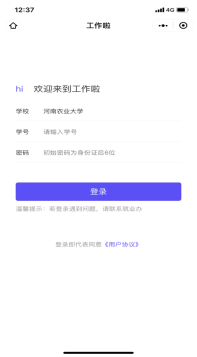 12:37
4G
工作啦
hi 欢迎来到工作啦
学校 河南农业大学
学号 请输入学号
密码 初始密码为身份证后6位
登录
温馨提示 若登录遇到问题，请联系就业办
登录即代表同意《用户协议》